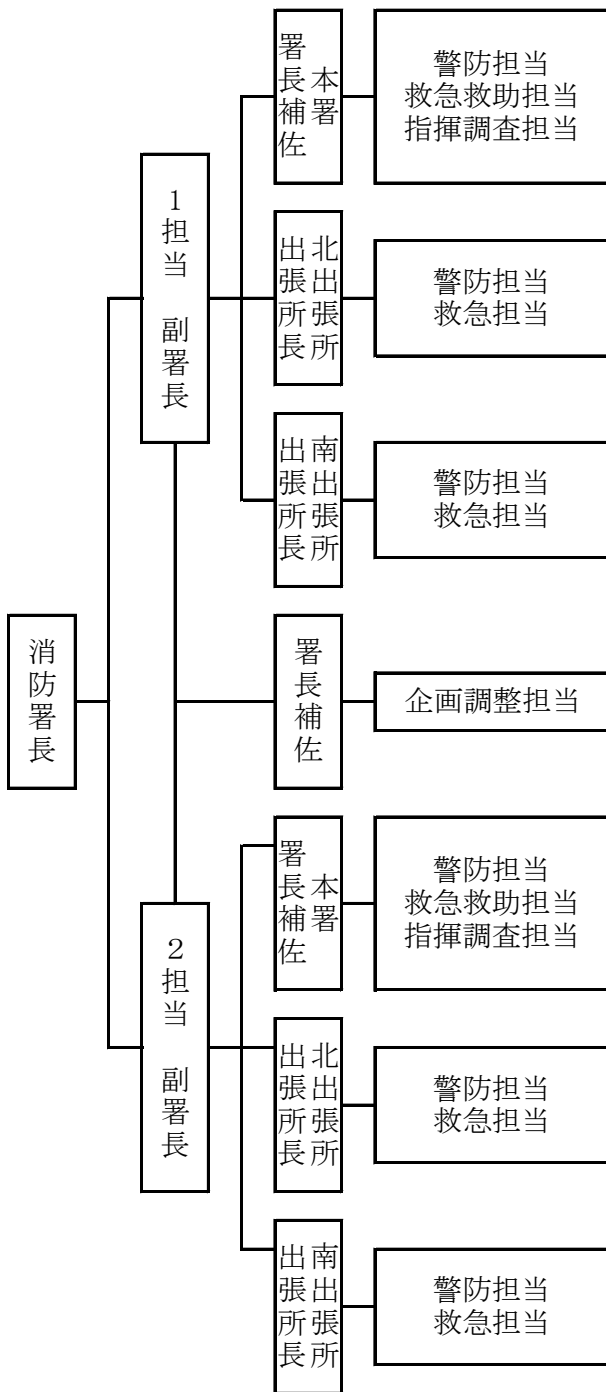 消防署長
1担当　副署長
本署
署長補佐
警防担当
救急救助担当
指揮調査担当
北出張所
出張所長
警防担当
救急担当
南出張所
出張所長
警防担当
救急担当
署長補佐
企画調整担当
2担当　副署長
本署
署長補佐
警防担当
救急救助担当
指揮調査担当
北出張所
出張所長
警防担当
救急担当
南出張所
出張所長
警防担当
救急担当